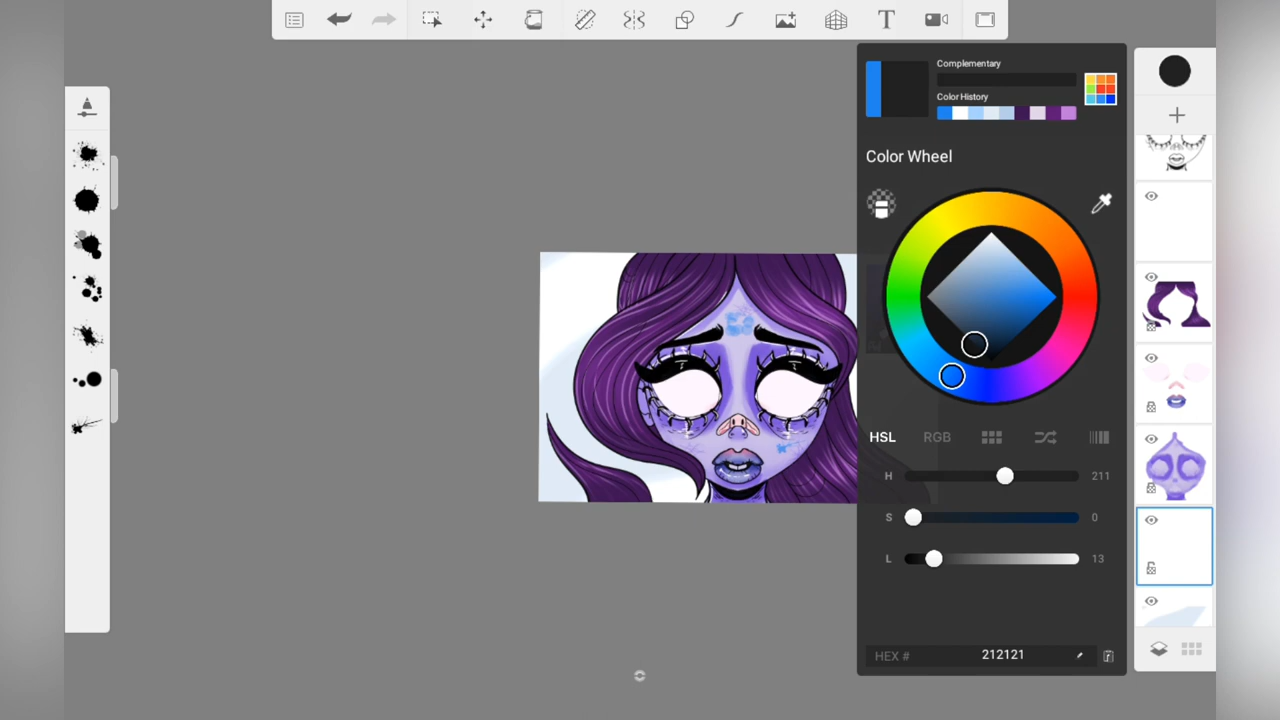 T
Complementary
Color History
Color Wheel
HSL RGB
H 211
S 0
L 13
HEX # 212121